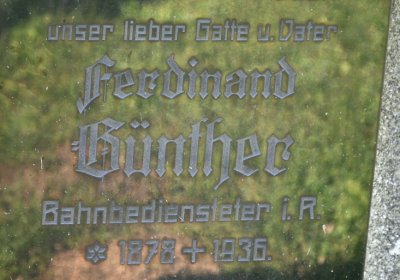 unser lieber Gatte u. Vater
Ferdinand
Günther
Bahnbediensteter i. R.
* 1878 + 1936.